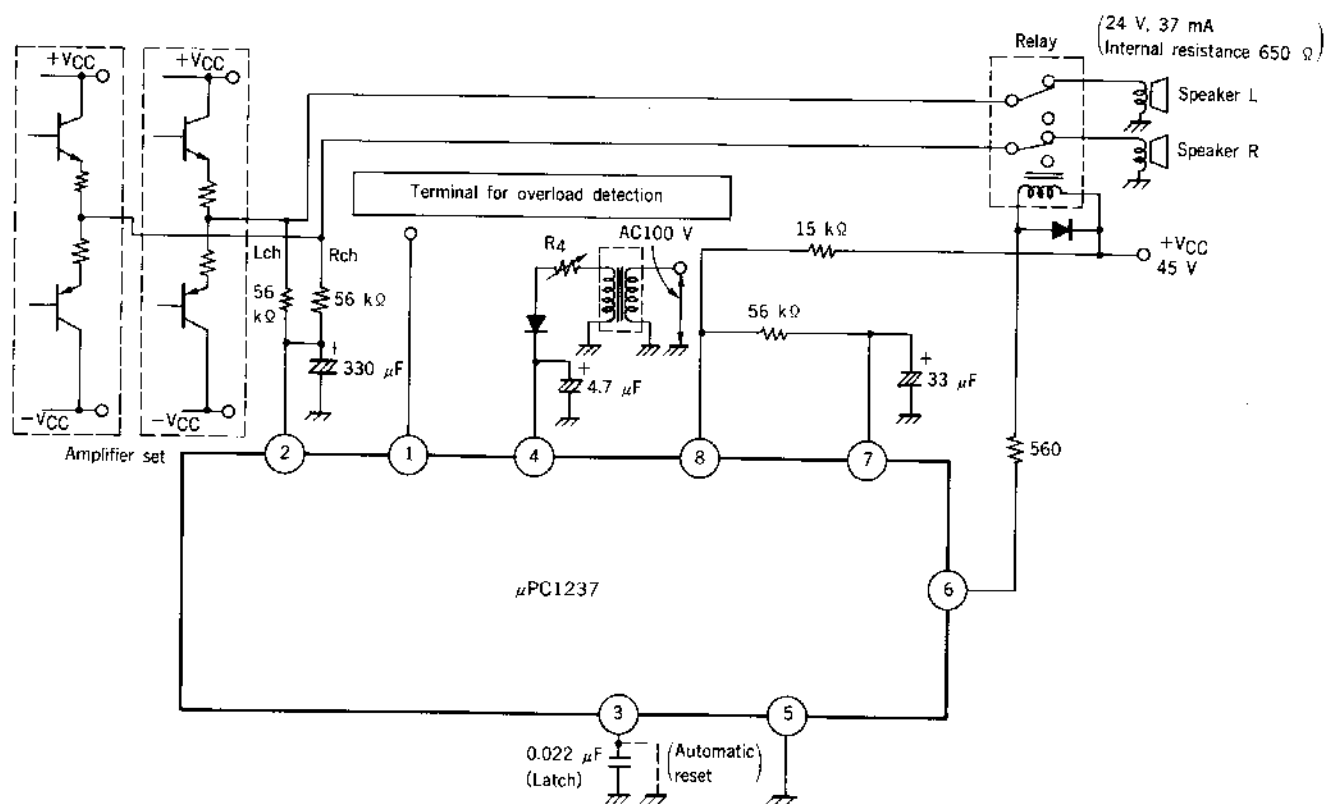 (24 V, 37 mA
Internal resistance 650 Ω)
Relay
+VCC
+VCC
Speaker L
Speaker R
Terminal for overload detection
AC100 V
15 kΩ
+VCC
45 V
Lch
Rch
R4
56
kΩ
56 kΩ
56 kΩ
+
330 μF
+
4.7 μF
+
33 μF
-VCC
-VCC
Amplifier set
2
1
4
8
7
560
μPC1237
6
3
5
0.022 μF
(Latch)
(Automatic
reset)